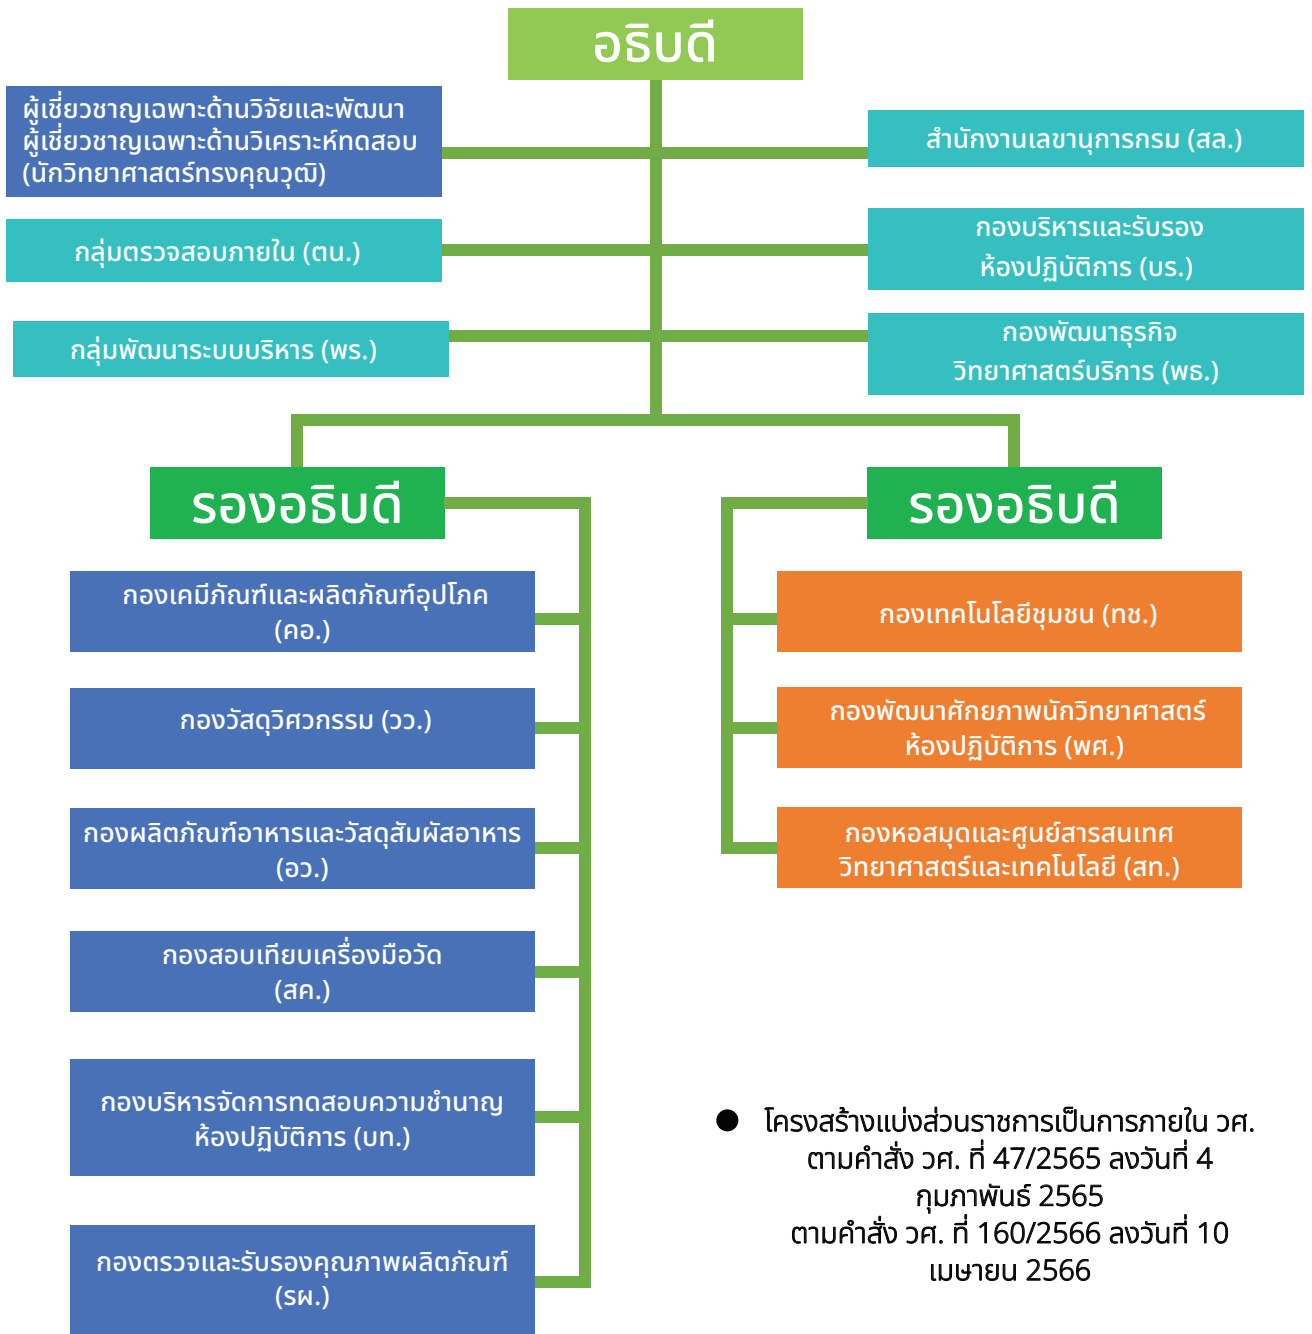 อธิบดี
ผู้เชี่ยวชาญเฉพาะด้านวิจัยและพัฒนา
ผู้เชี่ยวชาญเฉพาะด้านวิเคราะห์ทดสอบ
(นักวิทยาศาสตร์ทรงคุณวุฒิ)
สำนักงานเลขานุการกรม (สล.)
กลุ่มตรวจสอบภายใน (ตน.)
กองบริหารและรับรอง
ห้องปฏิบัติการ (บร.)
กลุ่มพัฒนาระบบบริหาร (พร.)
กองพัฒนาธุรกิจ
วิทยาศาสตร์บริการ (พธ.)
รองอธิบดี
กองเคมีภัณฑ์และผลิตภัณฑ์อุปโภค
(คอ.)
กองวัสดุวิศวกรรม (วว.)
กองผลิตภัณฑ์อาหารและวัสดุสัมผัสอาหาร
(อว.)
กองสอบเทียบเครื่องมือวัด
(สค.)
กองบริหารจัดการทดสอบความชำนาญ
ห้องปฏิบัติการ (บท.)
กองตรวจและรับรองคุณภาพผลิตภัณฑ์
(รผ.)
รองอธิบดี
กองเทคโนโลยีชุมชน (ทช.)
กองพัฒนาศักยภาพนักวิทยาศาสตร์
ห้องปฏิบัติการ (พศ.)
กองหอสมุดและศูนย์สารสนเทศ
วิทยาศาสตร์และเทคโนโลยี (สท.)
● โครงสร้างแบ่งส่วนราชการเป็นการภายใน วศ.
ตามคำสั่ง วศ. ที่ 47/2565 ลงวันที่ 4
กุมภาพันธ์ 2565
ตามคำสั่ง วศ. ที่ 160/2566 ลงวันที่ 10
เมษายน 2566